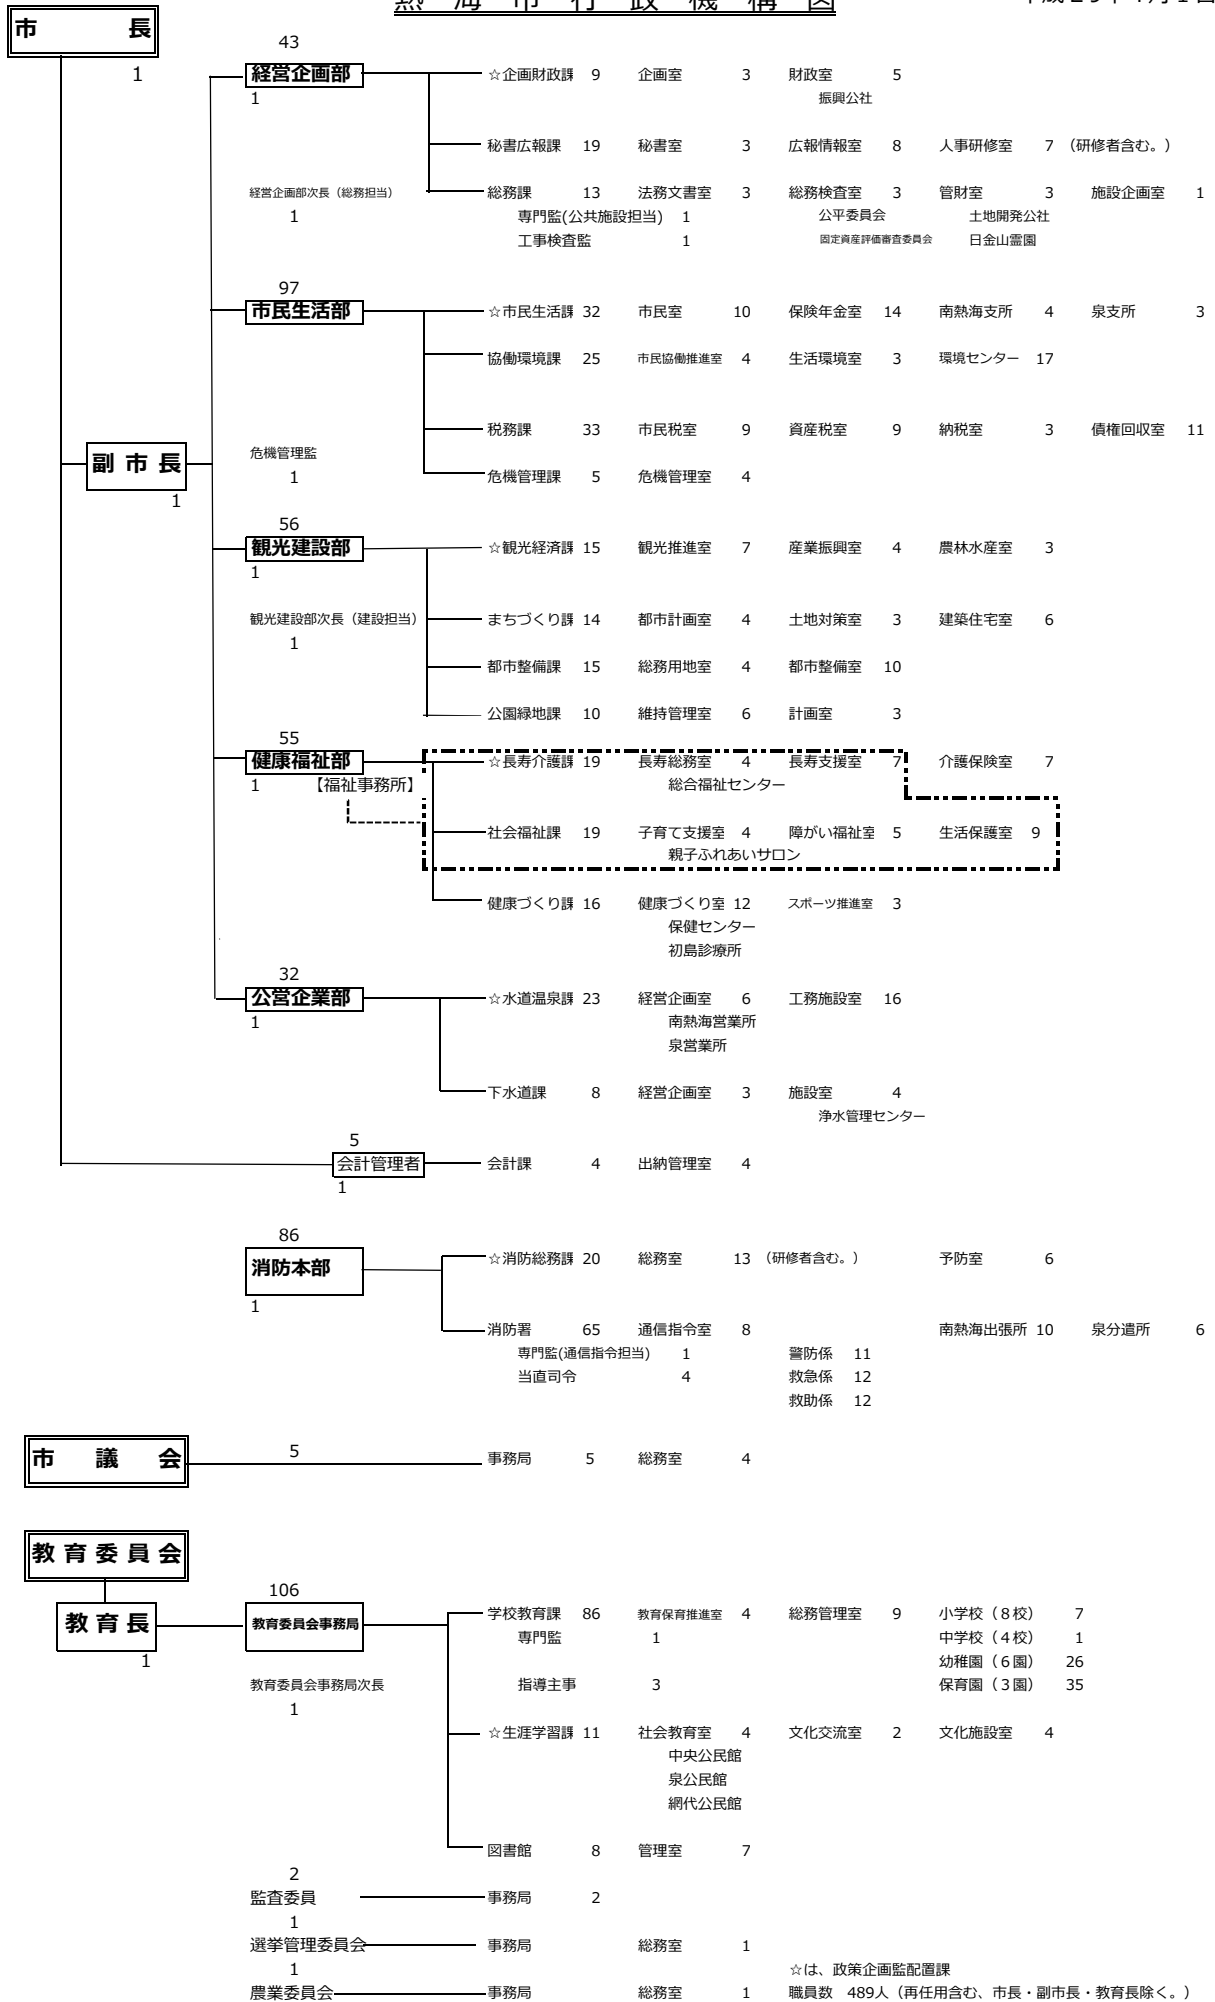 熱海市行政機構図
市　　長
43
1
経営企画部
☆企画財政課 9 企画室 3 財政室 5
1
振興公社
秘書広報課 19 秘書室 3 広報情報室 8 人事研修室 7 （研修者含む。）
経営企画部次長（総務担当）
総務課 13 法務文書室 3 総務検査室 3 管財室 3 施設企画室 1
1
専門監(公共施設担当) 1 公平委員会 土地開発公社
工事検査監 1 固定資産評価審査委員会 日金山霊園
97
市民生活部
☆市民生活課 32 市民室 10 保険年金室 14 南熱海支所 4 泉支所 3
協働環境課 25 市民協働推進室 4 生活環境室 3 環境センター 17
税務課 33 市民税室 9 資産税室 9 納税室 3 債権回収室 11
危機管理監
副市長
1
危機管理課 5 危機管理室 4
1
56
観光建設部
☆観光経済課 15 観光推進室 7 産業振興室 4 農林水産室 3
1
観光建設部次長（建設担当）
まちづくり課 14 都市計画室 4 土地対策室 3 建築住宅室 6
1
都市整備課 15 総務用地室 4 都市整備室 10
公園緑地課 10 維持管理室 6 計画室 3
55
健康福祉部
☆長寿介護課 19 長寿総務室 4 長寿支援室 7 介護保険室 7
1 【福祉事務所】 総合福祉センター
社会福祉課 19 子育て支援室 4 障がい福祉室 5 生活保護室 9
親子ふれあいサロン
健康づくり課 16 健康づくり室 12 スポーツ推進室 3
保健センター
初島診療所
32
公営企業部
☆水道温泉課 23 経営企画室 6 工務施設室 16
1 南熱海営業所
泉営業所
下水道課 8 経営企画室 3 施設室 4
浄水管理センター
5
会計管理者 会計課 4 出納管理室 4
1
86
消防本部
☆消防総務課 20 総務室 13 （研修者含む。） 予防室 6
1
消防署 65 通信指令室 8 南熱海出張所 10 泉分遣所 6
専門監(通信指令担当) 1 警防係 11
当直司令 4 救急係 12
救助係 12
市　議　会 5 事務局 5 総務室 4
教育委員会
106
教育長
1
教育委員会事務局
学校教育課 86 教育保育推進室 4 総務管理室 9 小学校（８校） 7
専門監 1 中学校（４校） 1
幼稚園（６園） 26
教育委員会事務局次長 指導主事 3 保育園（３園） 35
1
☆生涯学習課 11 社会教育室 4 文化交流室 2 文化施設室 4
中央公民館
泉公民館
網代公民館
図書館 8 管理室 7
2
監査委員 事務局 2
1
選挙管理委員会 事務局 総務室 1
1 ☆は、政策企画監配置課
農業委員会 事務局 総務室 1 職員数　489人（再任用含む、市長・副市長・教育長除く。）